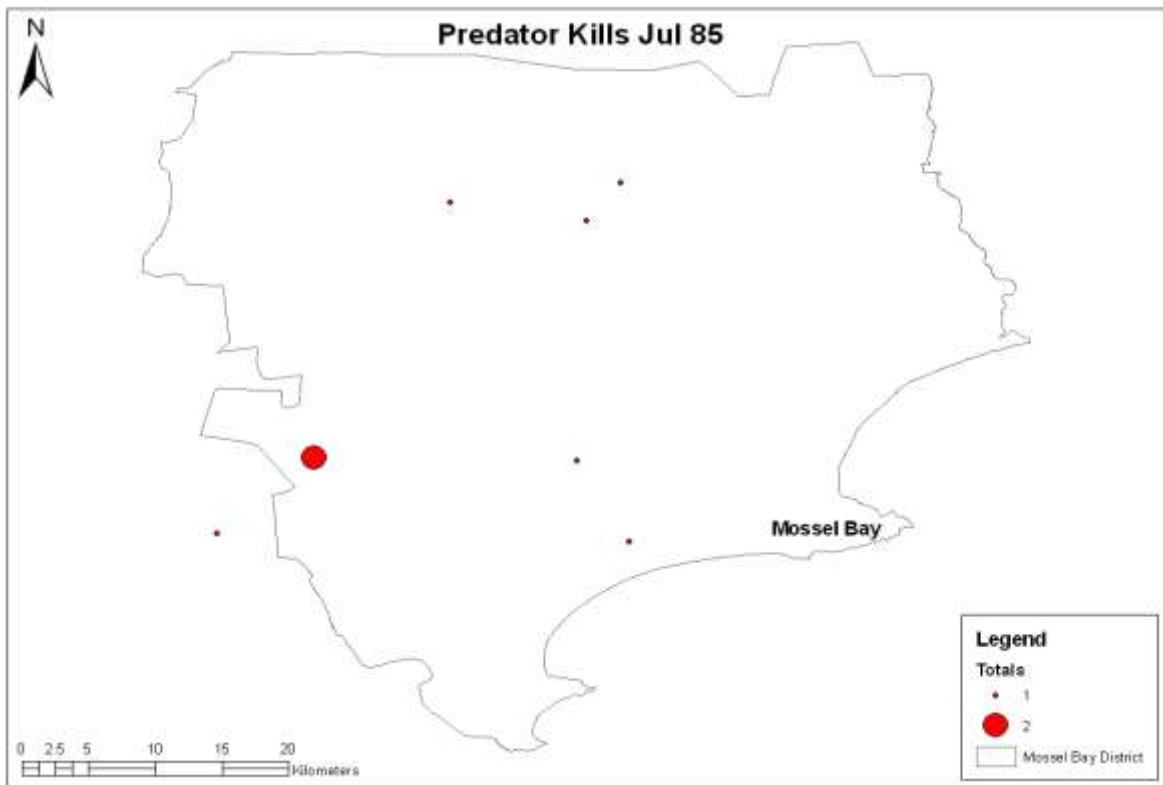 Predator Kills Jul 85
N
Mossel Bay
Legend
Totals
1
2
Mossel Bay District
0 2.5 5 10 15 20
Kilometers